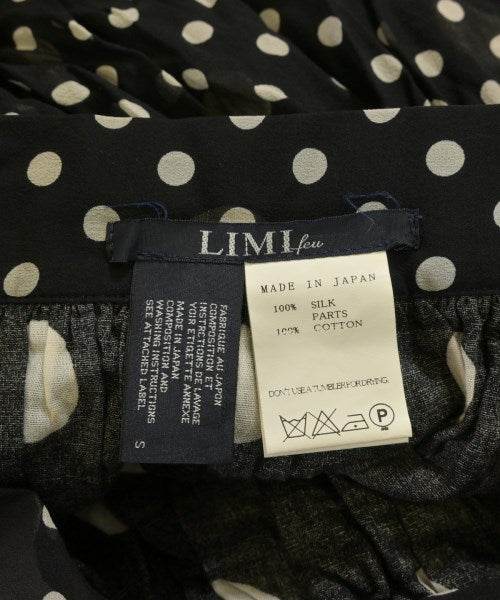 LIMI feu
FABRIQUE AU JAPON
COMPOSITION ET
INSTRCTIONS DE LAVAGE
VOIR ETIQUETTE ANNEXE
MADE IN JAPAN
COMPOSITION AND
WASHING INSTRUCTIONS
SEE ATTACHED LABEL
S
MADE IN JAPAN
100% SILK
PARTS
100% COTTON
DON'T USE A TUMBLER FOR DRYING.
P